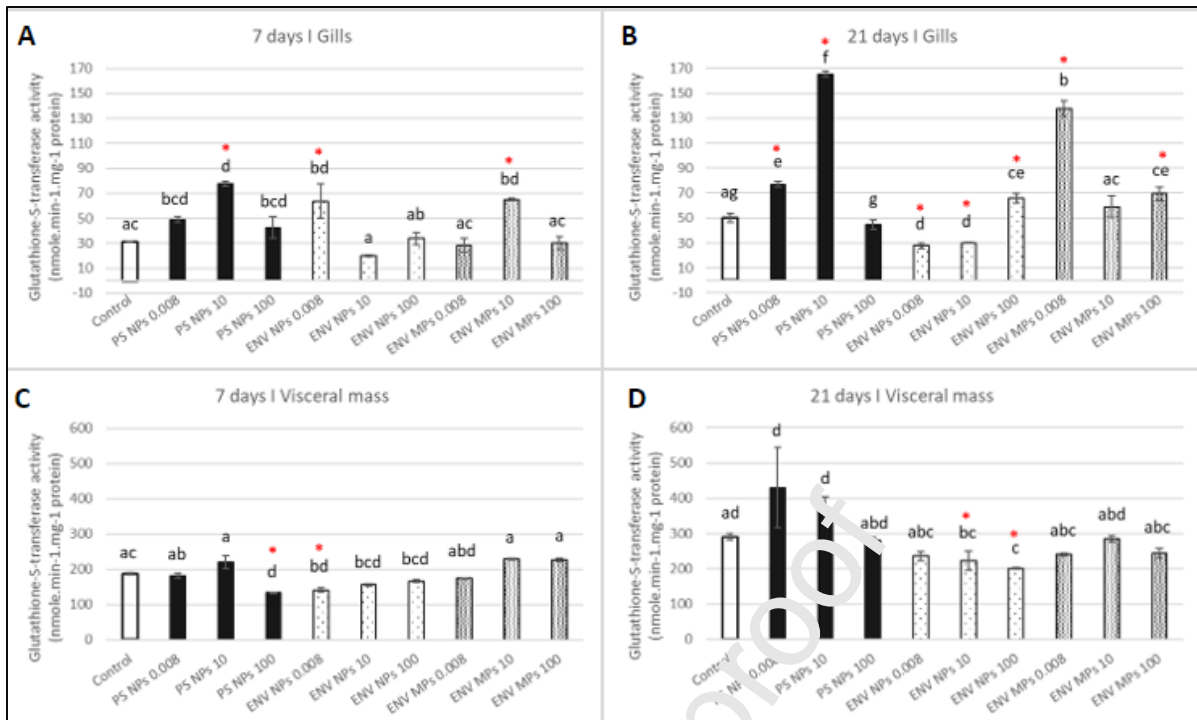 A
7 days I Gills
Glutathione-S-transferase activity
(nmole.min-1.mg-1 protein)
170
150
130
110
90
70
50
30
10
-10
ac
bcd
* d
bcd
* bd
a
ab
ac
* bd
ac
Control
PS NPs 0.008
PS NPs 10
PS NPs 100
ENV NPs 0.008
ENV NPs 10
ENV NPs 100
ENV MPs 0.008
ENV MPs 10
ENV MPs 100
B
21 days I Gills
Glutathione-S-transferase activity
(nmole.min-1.mg-1 protein)
170
150
130
110
90
70
50
30
10
-10
ag
* e
* f
g
* d
* d
* ce
* b
ac
* ce
Control
PS NPs 0.008
PS NPs 10
PS NPs 100
ENV NPs 0.008
ENV NPs 10
ENV NPs 100
ENV MPs 0.008
ENV MPs 10
ENV MPs 100
C
7 days I Visceral mass
Glutathione-S-transferase activity
(nmole.min-1.mg-1 protein)
600
500
400
300
200
100
0
ac
ab
a
* d
* bd
bcd
bcd
abd
a
a
Control
PS NPs 0.008
PS NPs 10
PS NPs 100
ENV NPs 0.008
ENV NPs 10
ENV NPs 100
ENV MPs 0.008
ENV MPs 10
ENV MPs 100
D
21 days I Visceral mass
Glutathione-S-transferase activity
(nmole.min-1.mg-1 protein)
600
500
400
300
200
100
0
ad
d
d
abd
abc
* bc
* c
abc
abd
abc
Control
NPs
PS NPs 10
PS NPs 100
ENV NPs 0.008
ENV NPs 10
ENV NPs 100
ENV MPs 0.008
ENV MPs 10
ENV MPs 100
proof